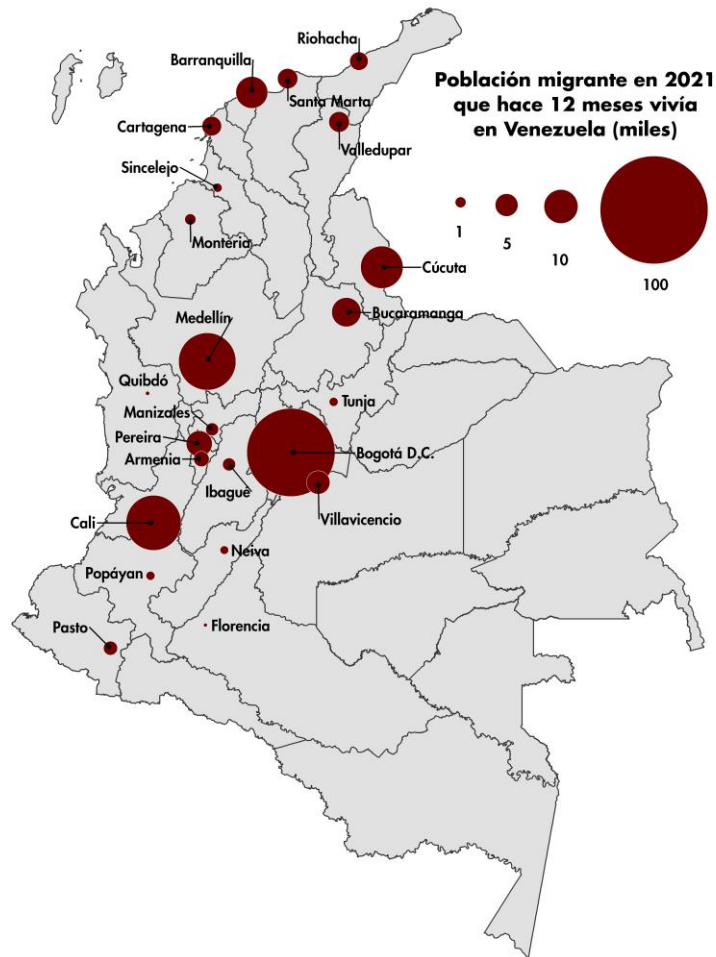 Riohacha
Barranquilla
Población migrante en 2021
que hace 12 meses vivía
en Venezuela (miles)
Santa Marta
Cartagena
Valledupar
Sincelejo
1
5
10
100
Montería
Cúcuta
Medellín
Bucaramanga
Quibdó
Tunja
Manizales
Pereira
Bogotá D.C.
Armenia
Ibagué
Villavicencio
Cali
Neiva
Popáyan
Florencia
Pasto